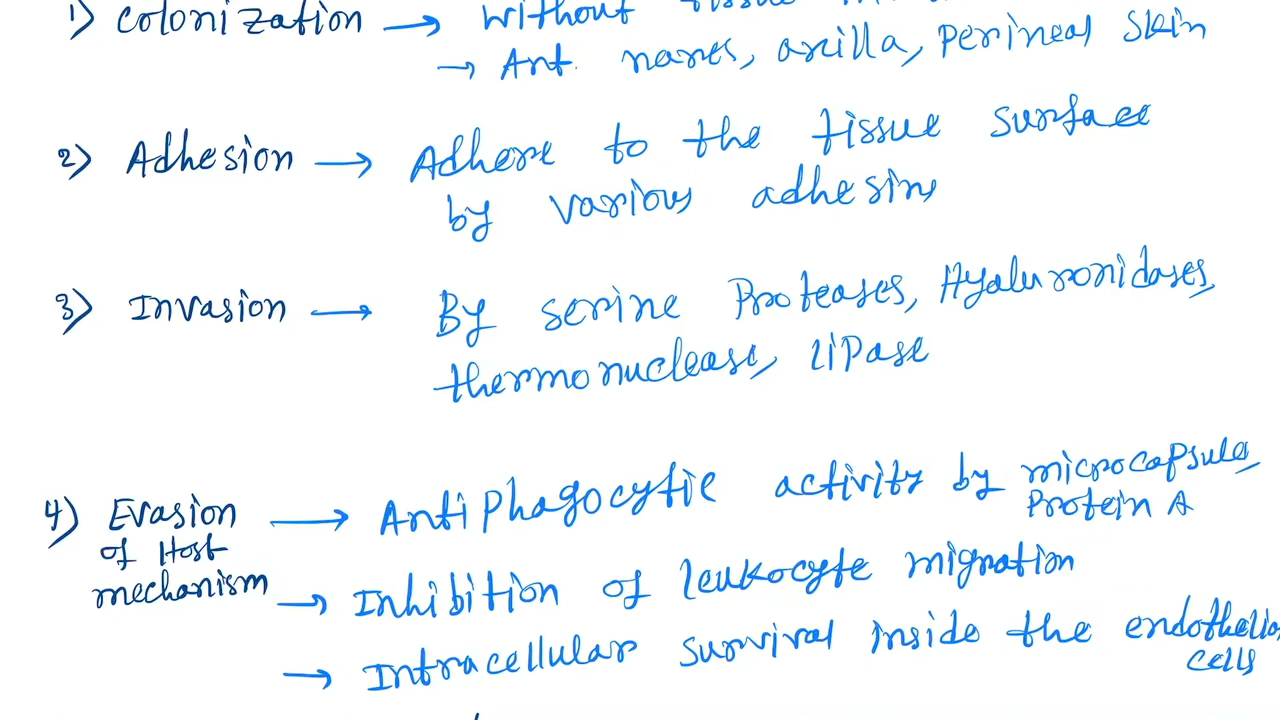 1) Colonization → Without tissue
→ Ant. nares, axilla, Perineal Skin
2) Adhesion → Adhere to the tissue surface
by various adhesins
3) Invasion → By serine Proteases, Hyaluronidases,
thermonuclease, LiPase
4) Evasion → AntiPhagocytic activity by microcapsule,
Protein A
of Host
mechanism
→ Inhibition of leukocyte migration
→ Intracellular survival inside the endothelial
cells